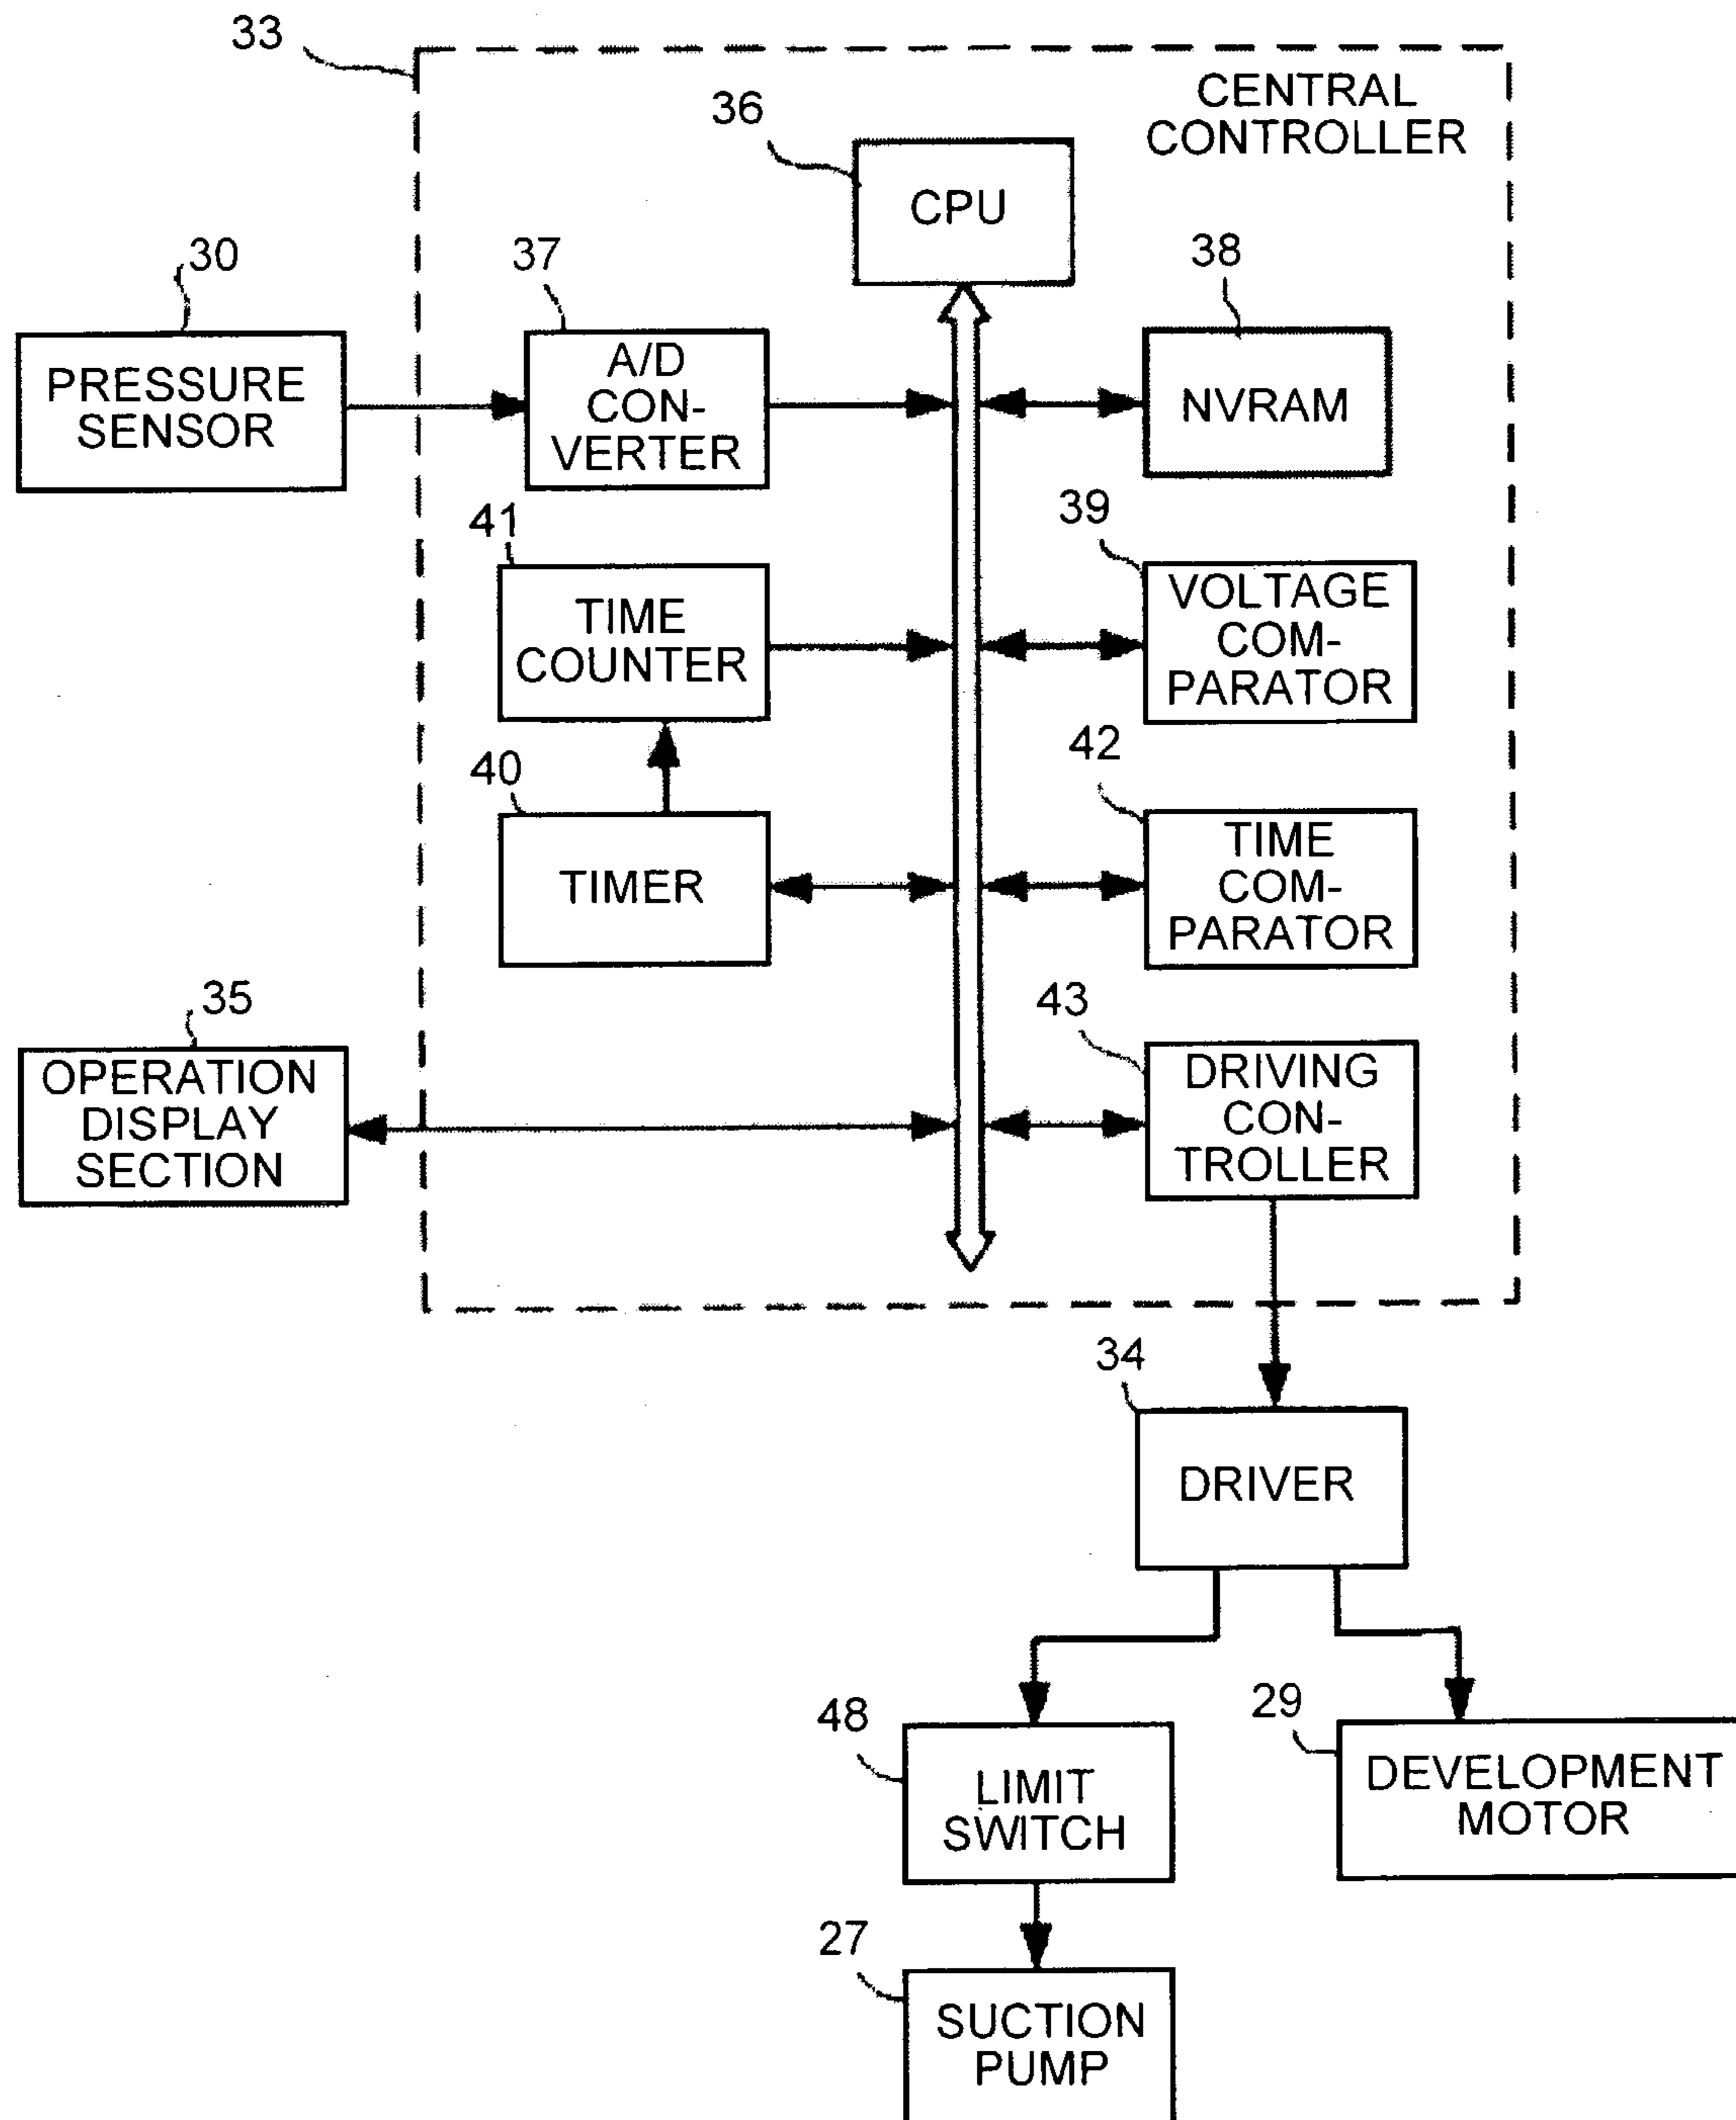 33
CENTRAL
CONTROLLER
36
CPU
30
37
38
PRESSURE
SENSOR
A/D
CON-
VERTER
NVRAM
41
39
TIME
COUNTER
VOLTAGE
COM-
PARATOR
40
42
TIMER
TIME
COM-
PARATOR
35
43
OPERATION
DISPLAY
SECTION
DRIVING
CON-
TROLLER
34
DRIVER
48
29
LIMIT
SWITCH
DEVELOPMENT
MOTOR
27
SUCTION
PUMP